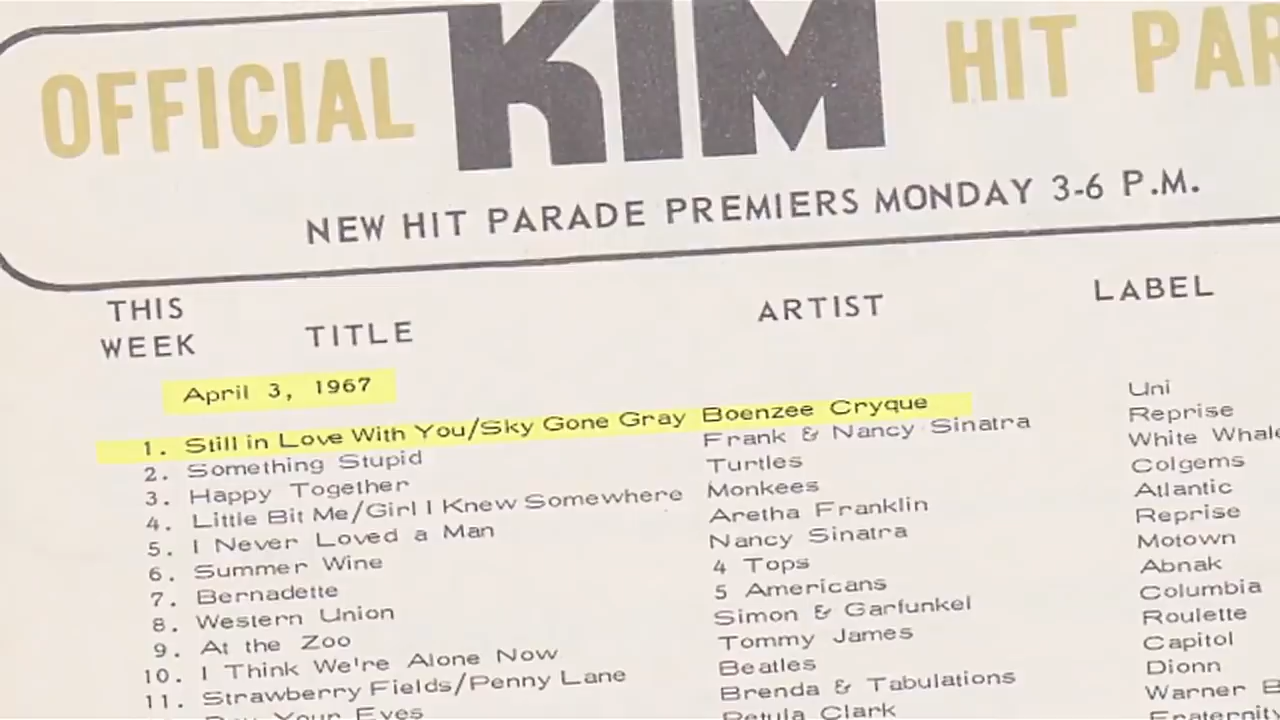 OFFICIAL KIM HIT PAR
NEW HIT PARADE PREMIERS MONDAY 3-6 P.M.
THIS WEEK TITLE ARTIST LABEL
April 3, 1967
1. Still in Love With You/Sky Gone Gray Boenzee Cryque Uni
2. Something Stupid Frank & Nancy Sinatra Reprise
3. Happy Together Turtles White Whale
4. Little Bit Me/Girl I Knew Somewhere Monkees Colgems
5. I Never Loved a Man Aretha Franklin Atlantic
6. Summer Wine Nancy Sinatra Reprise
7. Bernadette 4 Tops Motown
8. Western Union 5 Americans Abnak
9. At the Zoo Simon & Garfunkel Columbia
10. I Think We're Alone Now Tommy James Roulette
11. Strawberry Fields/Penny Lane Beatles Capitol
Your Eyes Brenda & Tabulations Dionn
Petula Clark Warner B
Fraternity